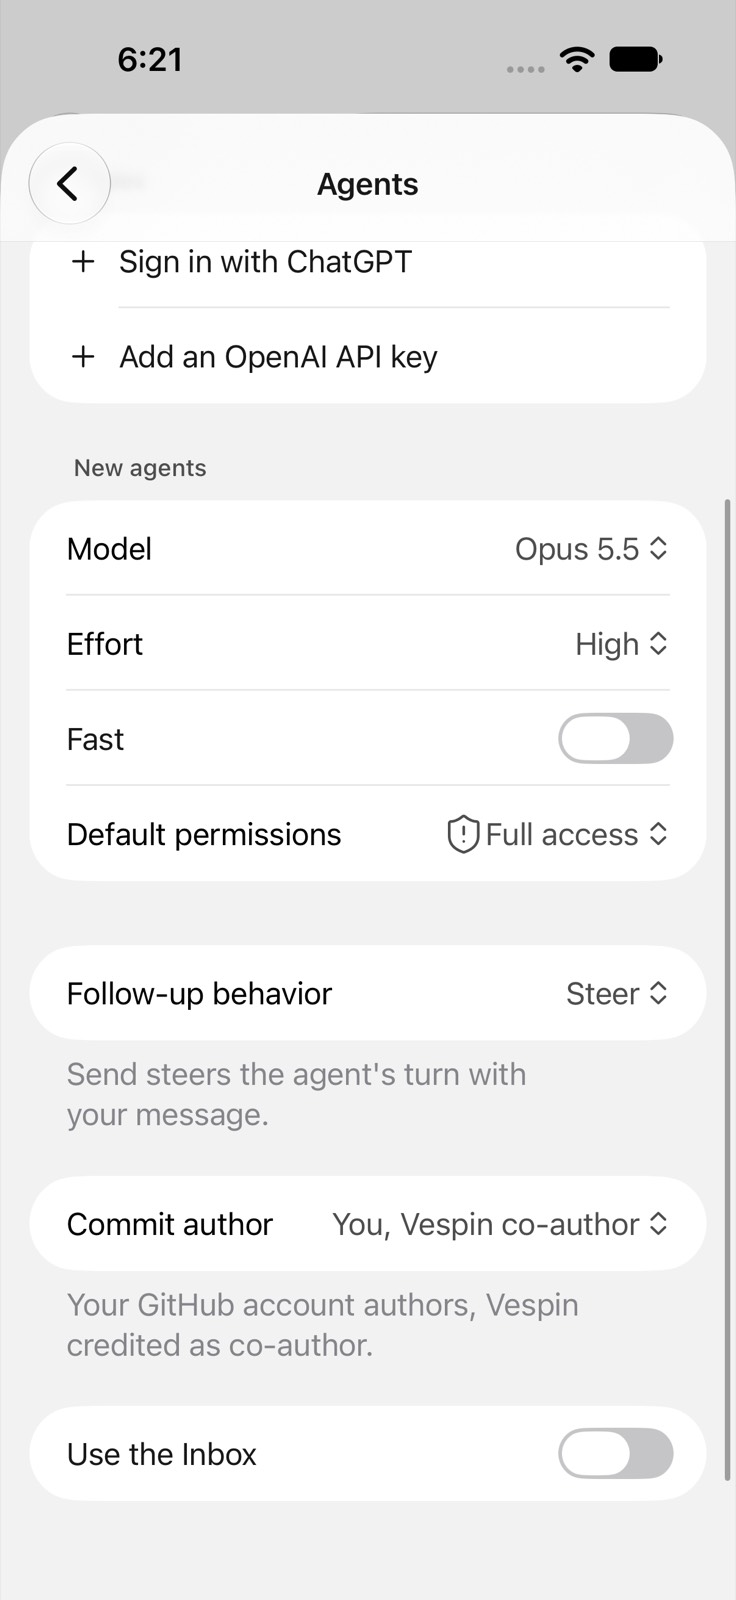 6:21
Agents
Sign in with ChatGPT
Add an OpenAI API key
New agents
Model
Opus 5.5
Effort
High
Fast
Default permissions
Full access
Follow-up behavior
Steer
Send steers the agent's turn with
your message.
Commit author
You, Vespin co-author
Your GitHub account authors, Vespin
credited as co-author.
Use the Inbox